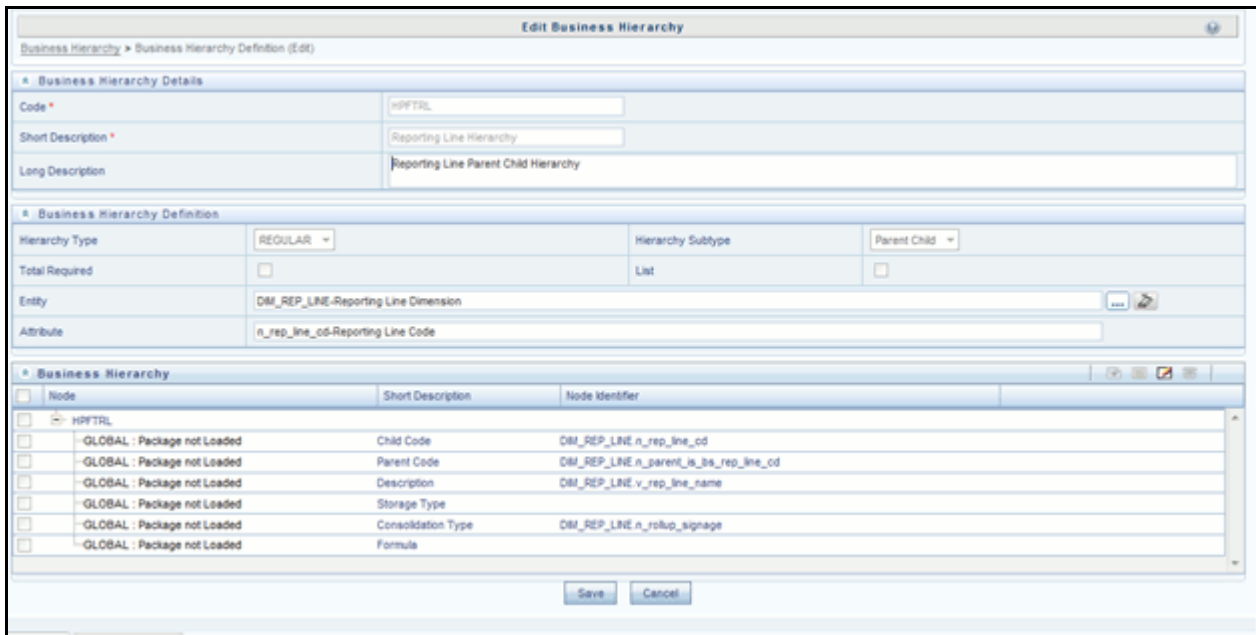 Edit Business Hierarchy
Business Hierarchy > Business Hierarchy Definition (Edit)
Business Hierarchy Details
Code *
HPFTRL
Short Description *
Reporting Line Hierarchy
Long Description
Reporting Line Parent Child Hierarchy
Business Hierarchy Definition
Hierarchy Type REGULAR Hierarchy Subtype Parent Child
Total Required List
Entity DIM_REP_LINE-Reporting Line Dimension ...
Attribute n_rep_line_cd-Reporting Line Code
Business Hierarchy
Node Short Description Node Identifier
HPFTRL
GLOBAL : Package not Loaded Child Code DIM_REP_LINE.n_rep_line_cd
GLOBAL : Package not Loaded Parent Code DIM_REP_LINE.n_parent_is_bs_rep_line_cd
GLOBAL : Package not Loaded Description DIM_REP_LINE.v_rep_line_name
GLOBAL : Package not Loaded Storage Type
GLOBAL : Package not Loaded Consolidation Type DIM_REP_LINE.n_rollup_signage
GLOBAL : Package not Loaded Formula
Save Cancel